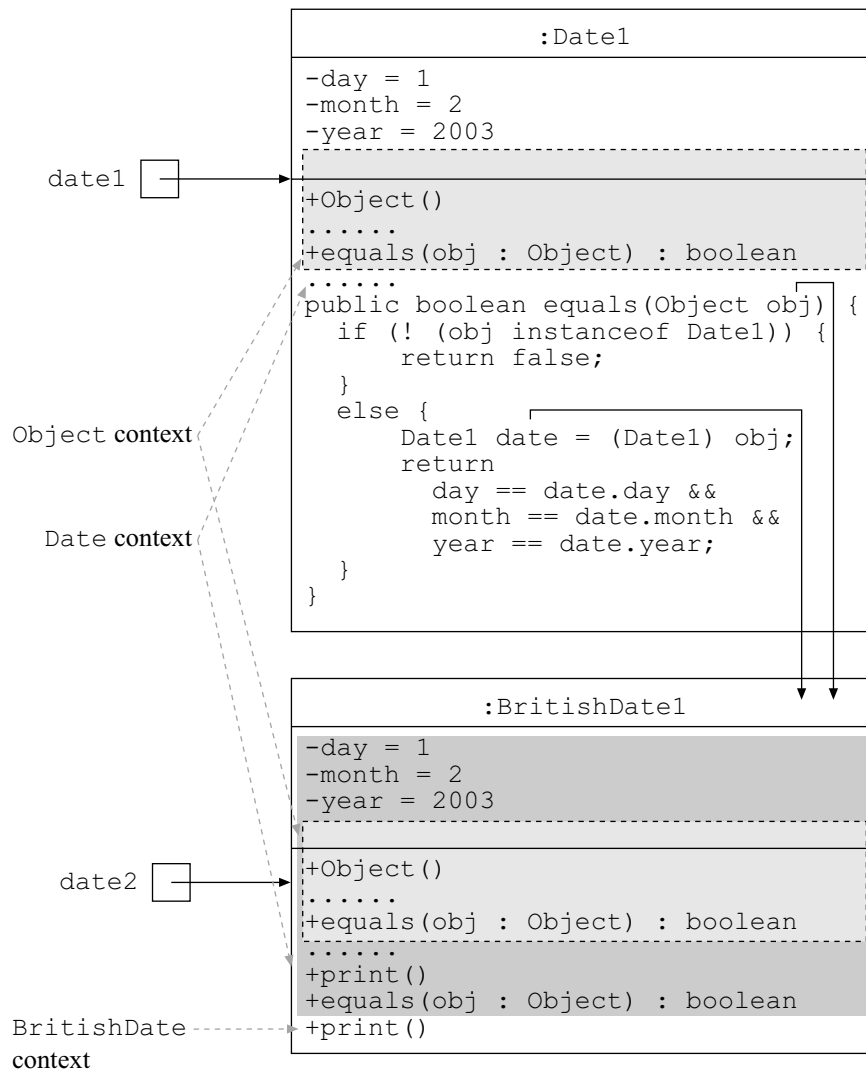 :Date1
-day = 1
-month = 2
-year = 2003
date1
+Object()
......
+equals(obj : Object) : boolean
......
public boolean equals(Object obj) {
if (! (obj instanceof Date1)) {
return false;
}
else {
Object context
Date1 date = (Date1) obj;
return
day == date.day &&
month == date.month &&
Date context
year == date.year;
}
}
:BritishDate1
-day = 1
-month = 2
-year = 2003
+Object()
date2
......
+equals(obj : Object) : boolean
......
+print()
+equals(obj : Object) : boolean
BritishDate
context
+print()